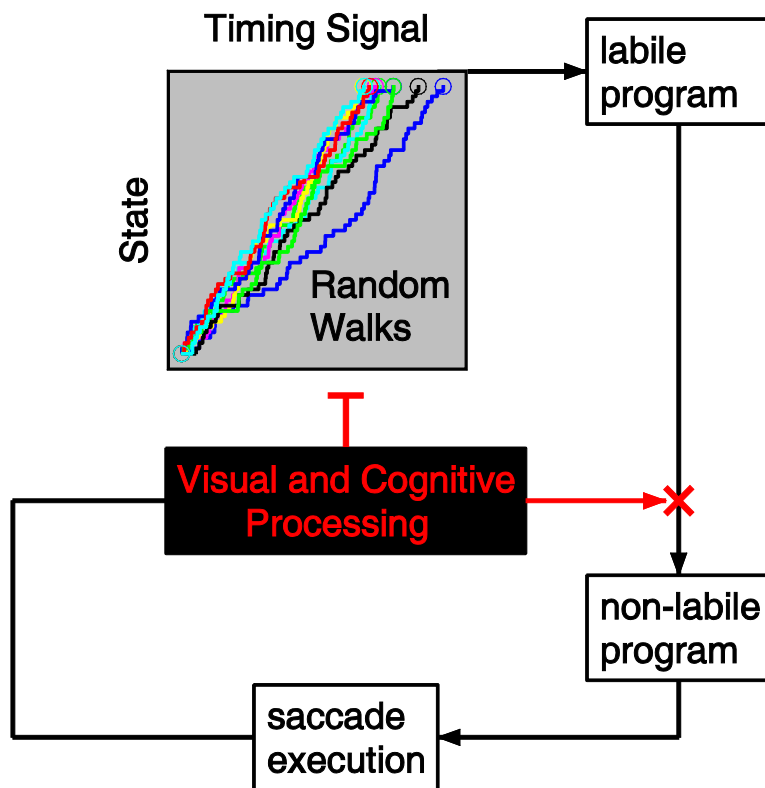 Timing Signal
labile
program
State
Random
Walks
Visual and Cognitive
Processing
non-labile
program
saccade
execution